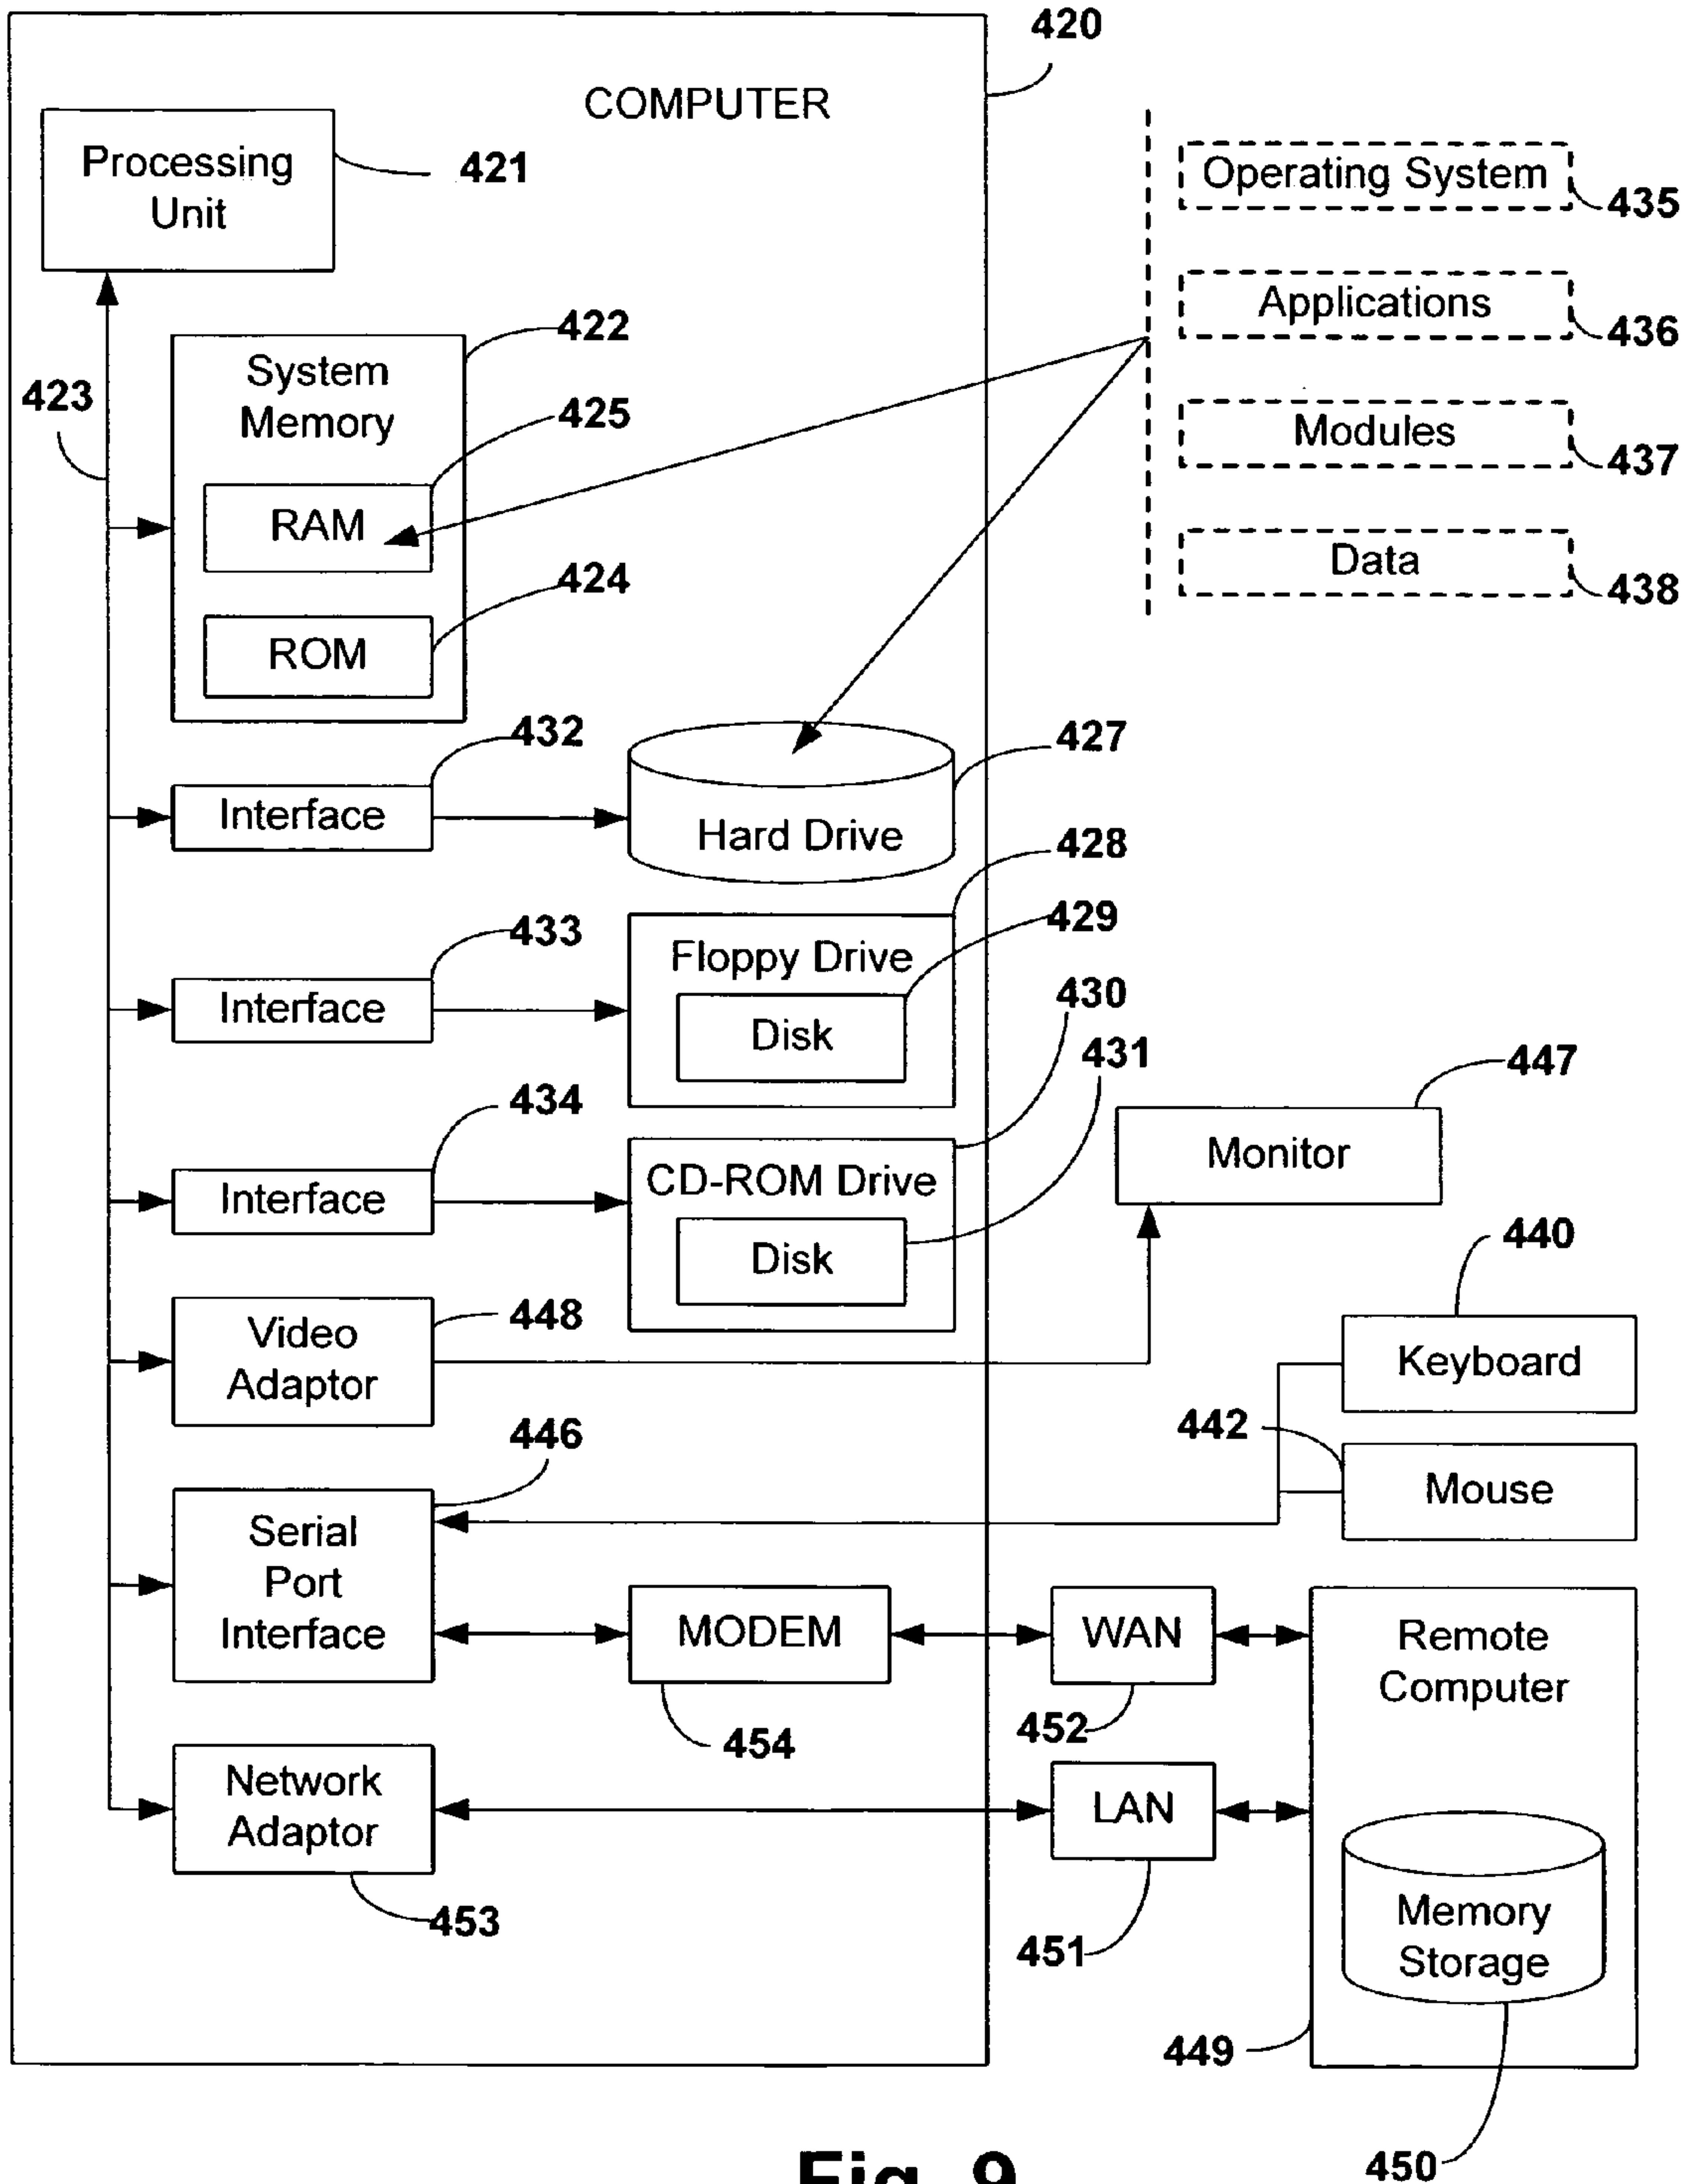 420
COMPUTER
Processing
Unit
421
Operating System
435
Applications
436
Modules
437
Data
438
422
System
Memory
423
425
RAM
424
ROM
432
Interface
427
Hard Drive
428
433
Interface
429
Floppy Drive
Disk
430
431
434
Interface
CD-ROM Drive
Disk
447
Monitor
440
Keyboard
448
Video
Adaptor
442
Mouse
446
Serial
Port
Interface
MODEM
454
WAN
452
Remote
Computer
Network
Adaptor
453
LAN
451
Memory
Storage
449
450
Fig. 9